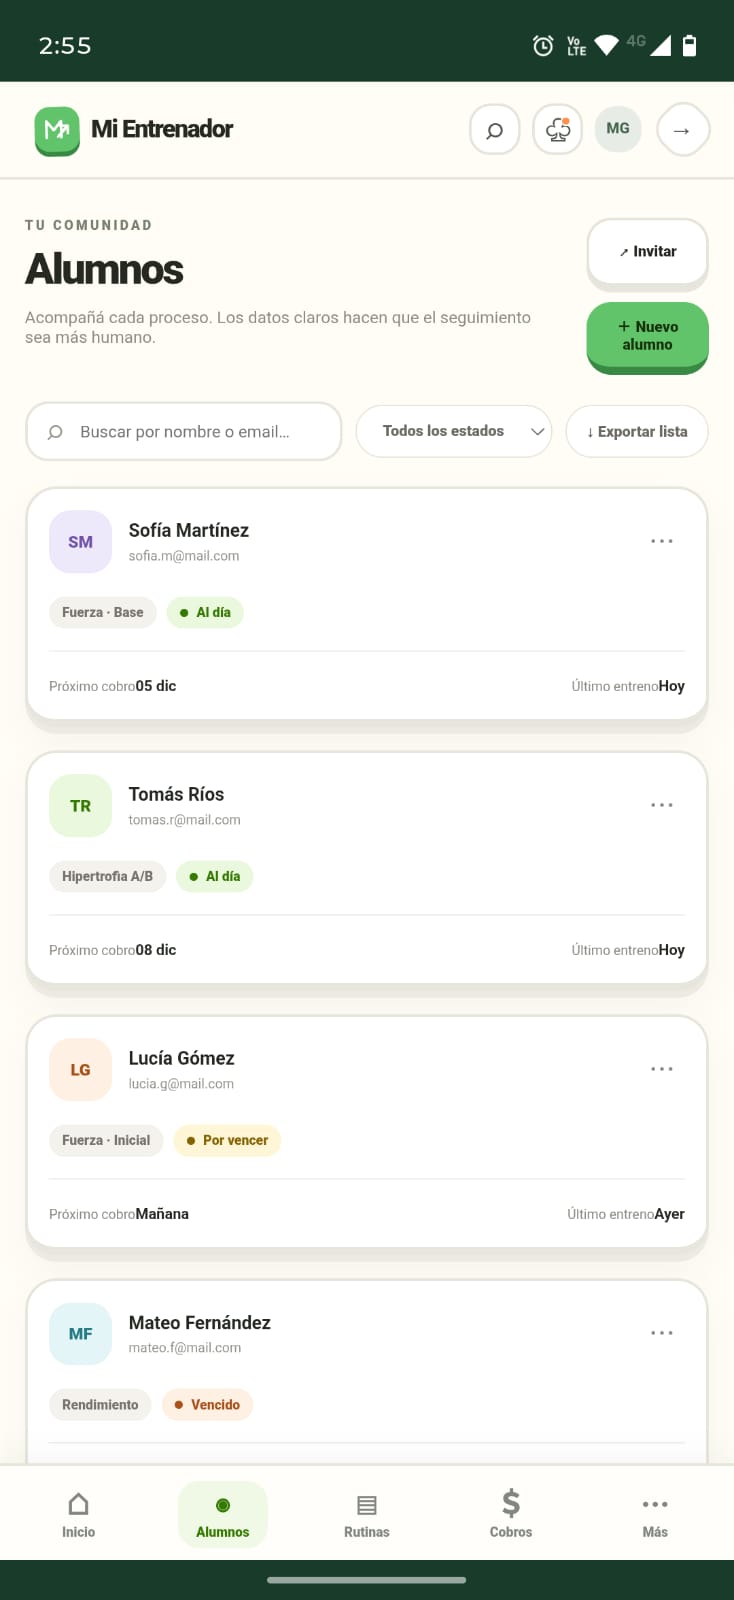 2:55
Vo
LTE
4G
Mi Entrenador
MG
→
TU COMUNIDAD
Alumnos
Acompañá cada proceso. Los datos claros hacen que el seguimiento
sea más humano.
↗ Invitar
+ Nuevo
alumno
Buscar por nombre o email...
Todos los estados
↓ Exportar lista
SM
Sofía Martínez
sofia.m@mail.com
Fuerza · Base
Al día
Próximo cobro05 dic
Último entrenoHoy
TR
Tomás Ríos
tomas.r@mail.com
Hipertrofia A/B
Al día
Próximo cobro08 dic
Último entrenoHoy
LG
Lucía Gómez
lucia.g@mail.com
Fuerza · Inicial
Por vencer
Próximo cobroMañana
Último entrenoAyer
MF
Mateo Fernández
mateo.f@mail.com
Rendimiento
Vencido
Inicio
Alumnos
Rutinas
$
Cobros
Más